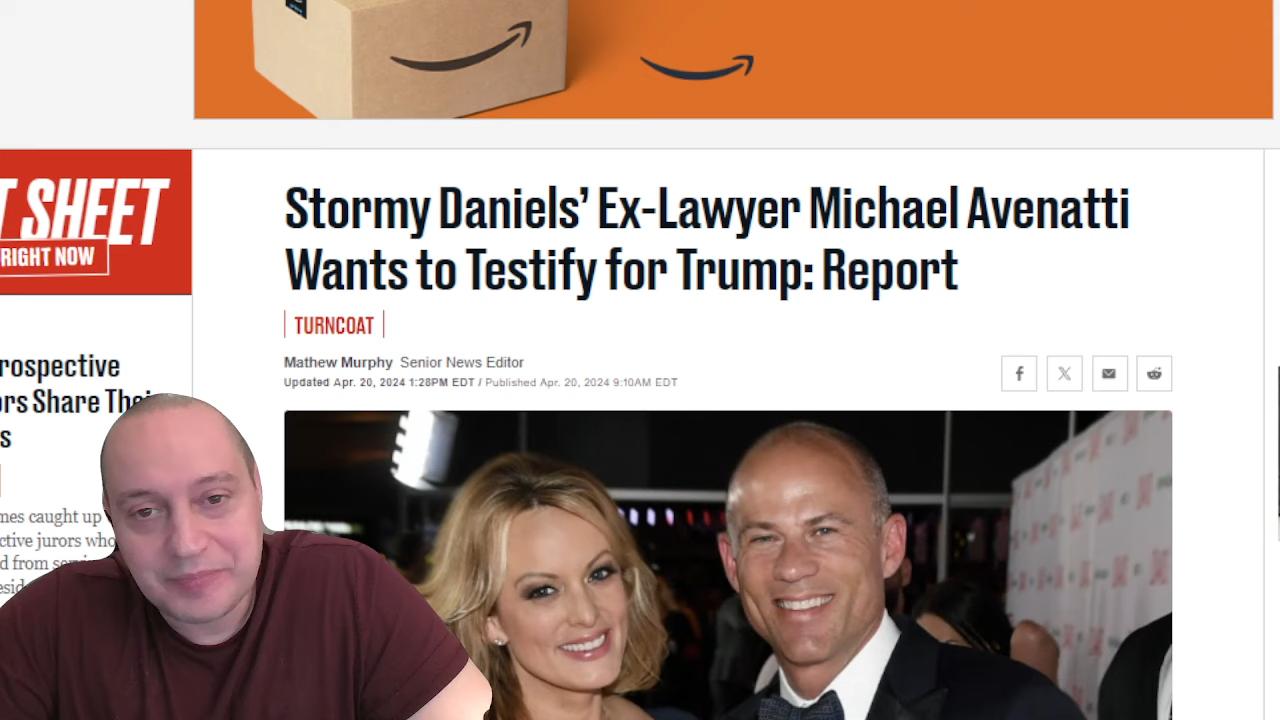 T SHEET
RIGHT NOW
Stormy Daniels’ Ex-Lawyer Michael Avenatti
Wants to Testify for Trump: Report
TURNCOAT
Mathew Murphy Senior News Editor
Updated Apr. 20, 2024 1:28PM EDT / Published Apr. 20, 2024 9:10AM EDT
rospective
ors Share Thei
s
mes caught up
ctive jurors who
d from